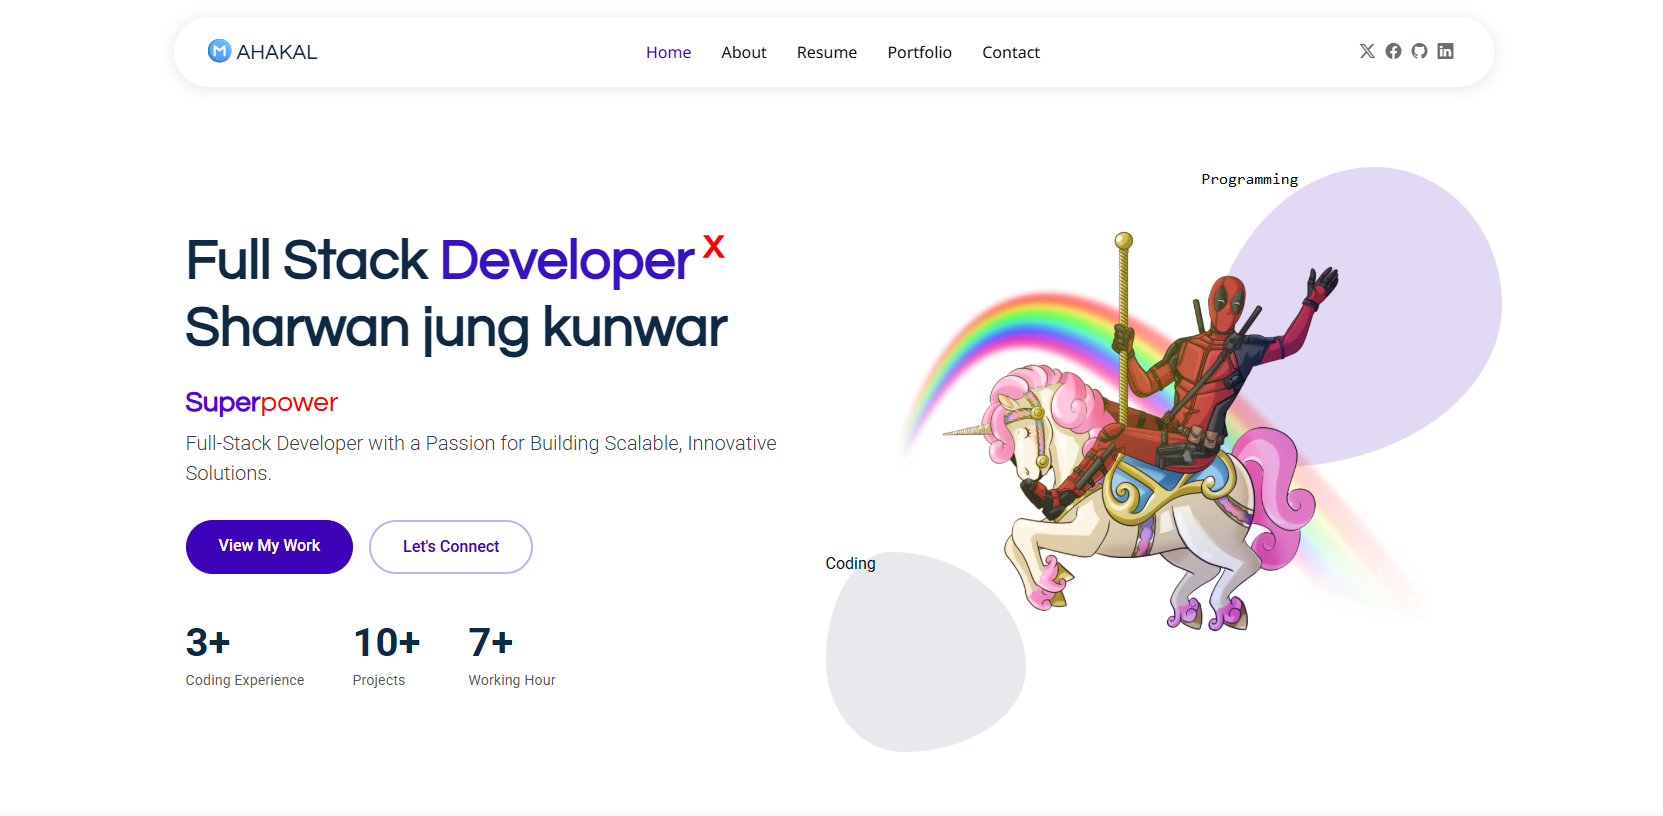 M AHAKAL
Home About Resume Portfolio Contact
Programming
Full Stack Developer X
Sharwan jung kunwar
Superpower
Full-Stack Developer with a Passion for Building Scalable, Innovative
Solutions.
View My Work Let's Connect
Coding
3+ 10+ 7+
Coding Experience Projects Working Hour